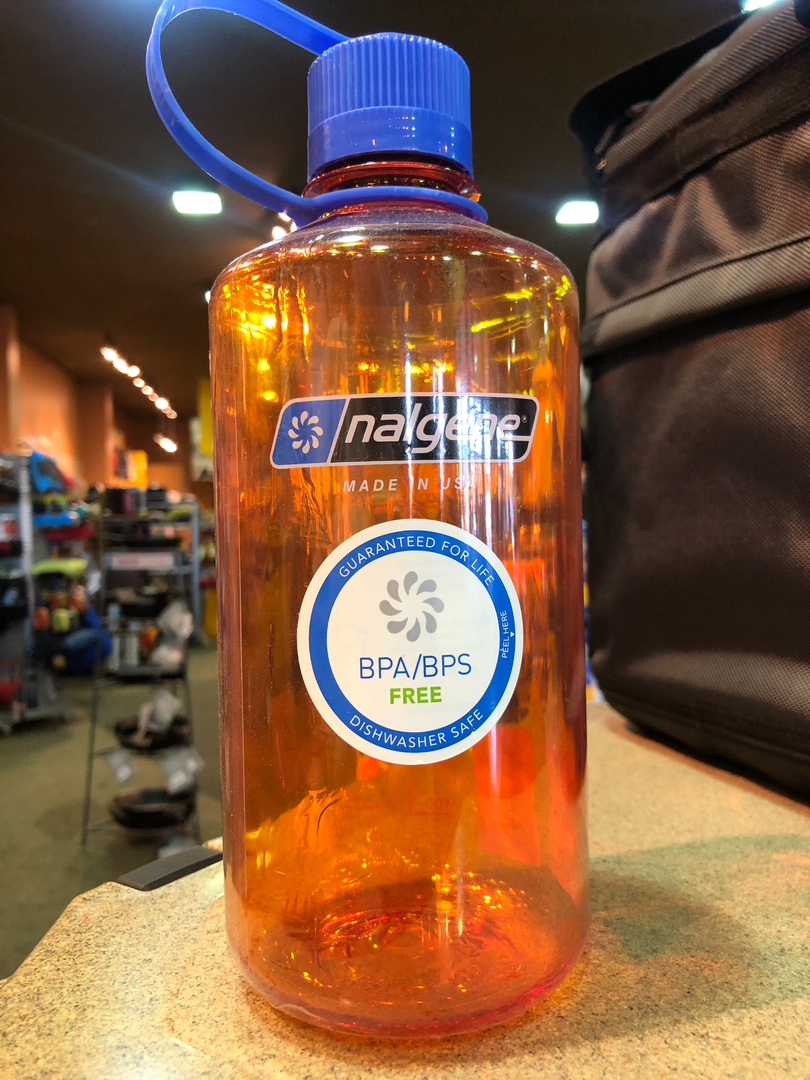 nalgene®
MADE IN USA
GUARANTEED FOR LIFE
PEEL HERE
BPA/BPS
FREE
DISHWASHER SAFE